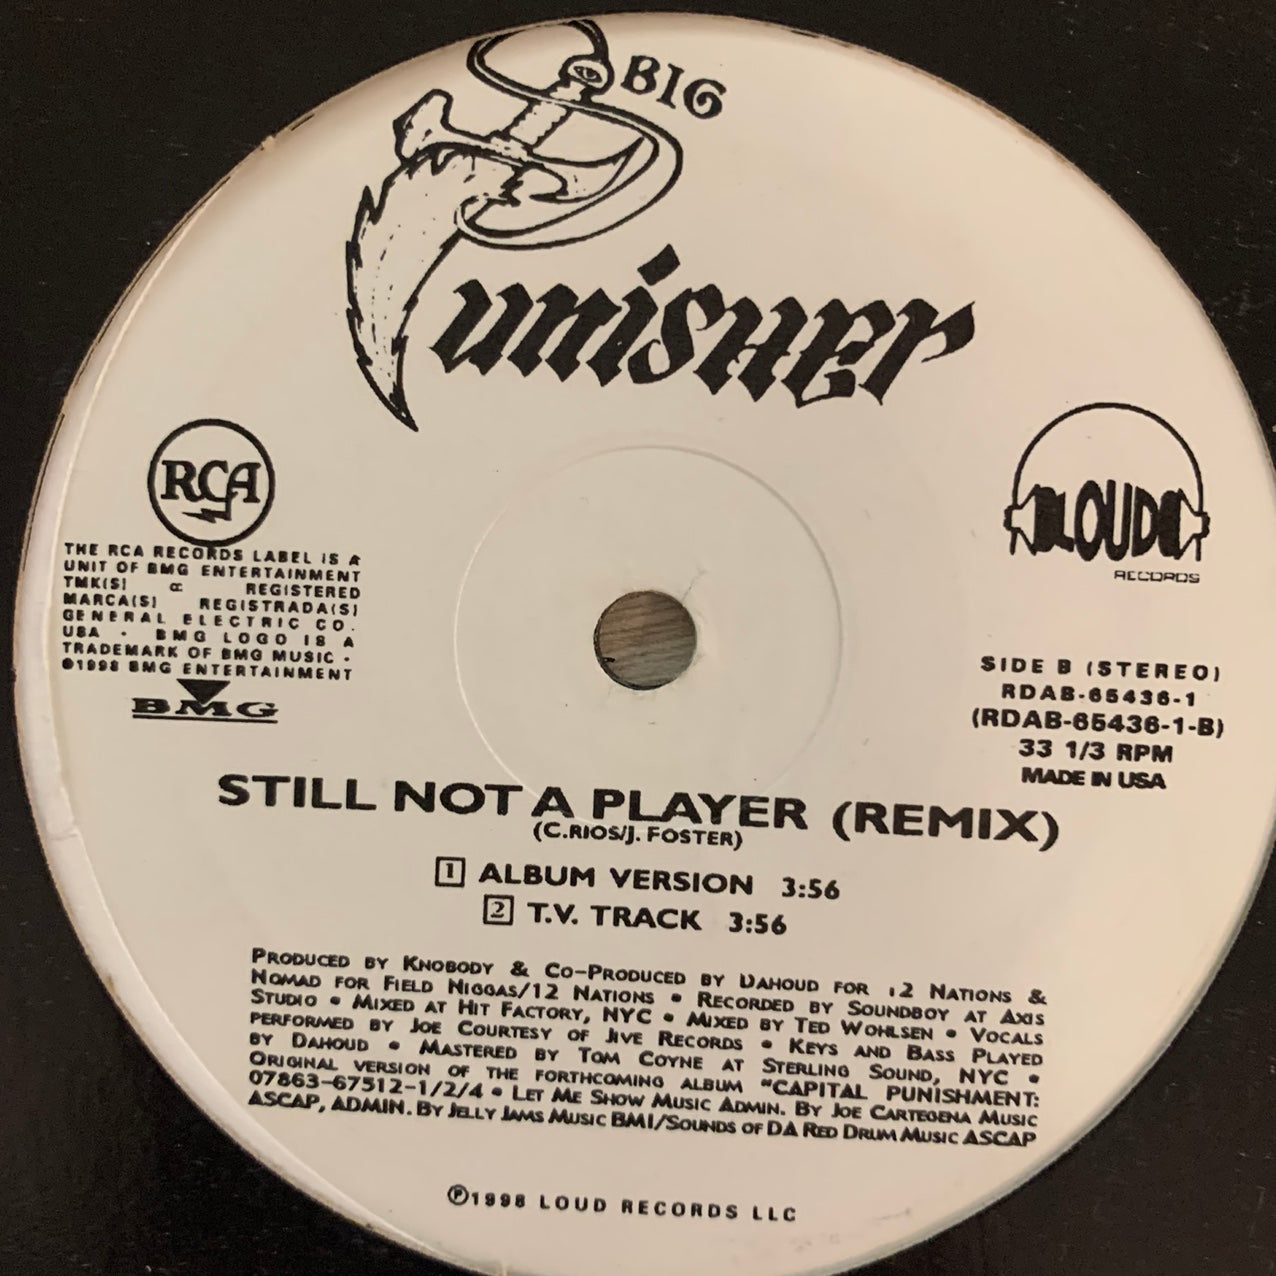 BIG
Punisher
RCA
THE RCA RECORDS LABEL IS A
UNIT OF BMG ENTERTAINMENT
TMK(S) ® REGISTERED
MARCA(S) REGISTRADA(S)
GENERAL ELECTRIC CO.
USA · BMG LOGO IS A
TRADEMARK OF BMG MUSIC ·
℗1998 BMG ENTERTAINMENT
BMG
LOUD
RECORDS
SIDE B (STEREO)
RDAB-65436-1
(RDAB-65436-1-B)
33 1/3 RPM
MADE IN USA
STILL NOT A PLAYER (REMIX)
(C.RIOS/J. FOSTER)
1 ALBUM VERSION 3:56
2 T.V. TRACK 3:56
PRODUCED BY KNOBODY & CO-PRODUCED BY DAHOUD FOR 12 NATIONS &
NOMAD FOR FIELD NIGGAS/12 NATIONS • RECORDED BY SOUNDBOY AT AXIS
STUDIO • MIXED AT HIT FACTORY, NYC • MIXED BY TED WOHLSEN • VOCALS
PERFORMED BY JOE COURTESY OF JIVE RECORDS • KEYS AND BASS PLAYED
BY DAHOUD • MASTERED BY TOM COYNE AT STERLING SOUND, NYC •
ORIGINAL VERSION OF THE FORTHCOMING ALBUM "CAPITAL PUNISHMENT:
07863-67512-1/2/4 • LET ME SHOW MUSIC ADMIN. BY JOE CARTEGENA MUSIC
ASCAP, ADMIN. BY JELLY JAMS MUSIC BMI/SOUNDS OF DA RED DRUM MUSIC ASCAP
℗1998 LOUD RECORDS LLC